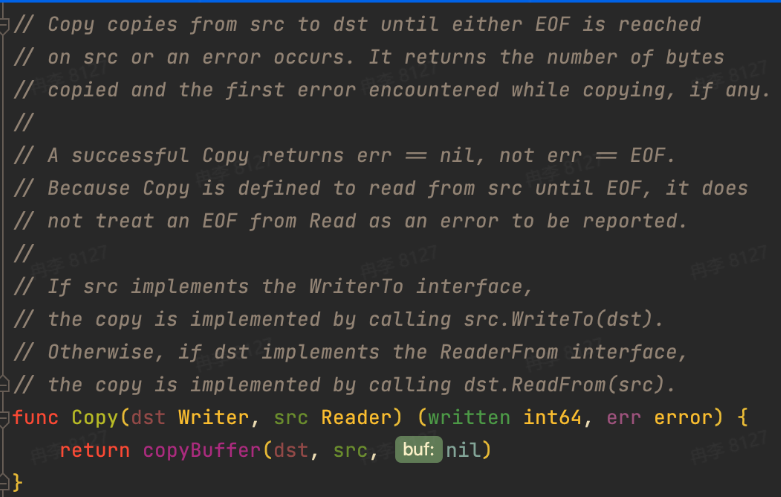 // Copy copies from src to dst until either EOF is reached
// on src or an error occurs. It returns the number of bytes
// copied and the first error encountered while copying, if any.
//
// A successful Copy returns err == nil, not err == EOF.
// Because Copy is defined to read from src until EOF, it does
// not treat an EOF from Read as an error to be reported.
//
// If src implements the WriterTo interface,
// the copy is implemented by calling src.WriteTo(dst).
// Otherwise, if dst implements the ReaderFrom interface,
// the copy is implemented by calling dst.ReadFrom(src).
func Copy(dst Writer, src Reader) (written int64, err error) {
    return copyBuffer(dst, src, buf: nil)
}
冉李 8127